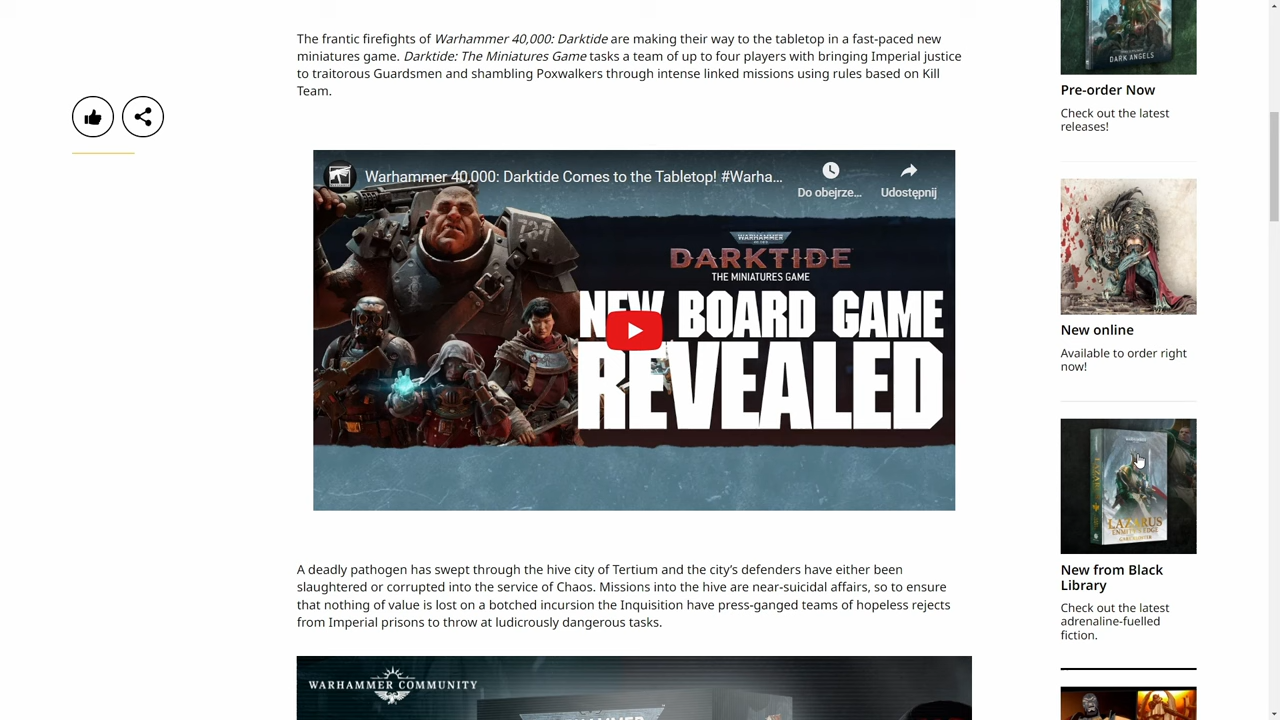 The frantic firefights of Warhammer 40,000: Darktide are making their way to the tabletop in a fast-paced new
miniatures game. Darktide: The Miniatures Game tasks a team of up to four players with bringing Imperial justice
to traitorous Guardsmen and shambling Poxwalkers through intense linked missions using rules based on Kill
Team.
Warhammer 40,000: Darktide Comes to the Tabletop! #Warha...
Do obejrze...
Udostępnij
WARHAMMER
DARKTIDE
THE MINIATURES GAME
NEW BOARD GAME
REVEALED
A deadly pathogen has swept through the hive city of Tertium and the city's defenders have either been
slaughtered or corrupted into the service of Chaos. Missions into the hive are near-suicidal affairs, so to ensure
that nothing of value is lost on a botched incursion the Inquisition have press-ganged teams of hopeless rejects
from Imperial prisons to throw at ludicrously dangerous tasks.
WARHAMMER COMMUNITY
DARK ANGELS
Pre-order Now
Check out the latest
releases!
New online
Available to order right
now!
LAZARUS
ENMITY'S EDGE
New from Black
Library
Check out the latest
adrenaline-fuelled
fiction.